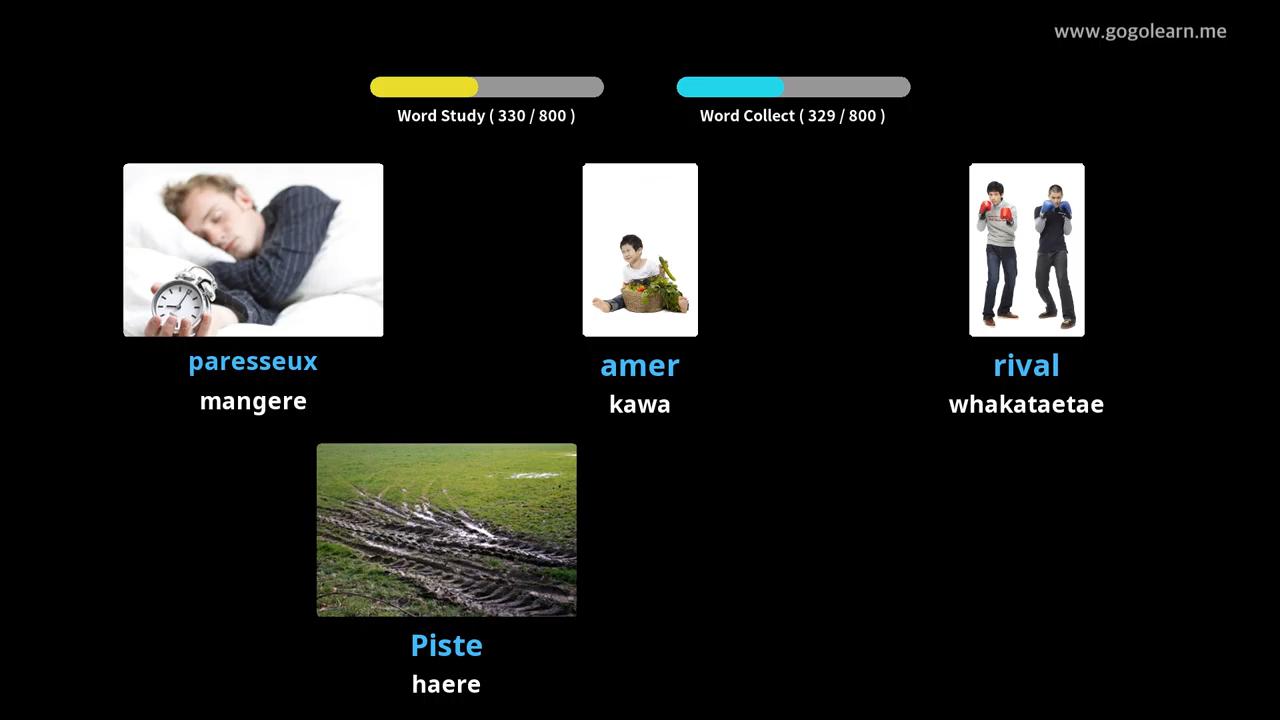 www.gogolearn.me
Word Study ( 330 / 800 )
Word Collect ( 329 / 800 )
paresseux
mangere
amer
kawa
rival
whakataetae
Piste
haere